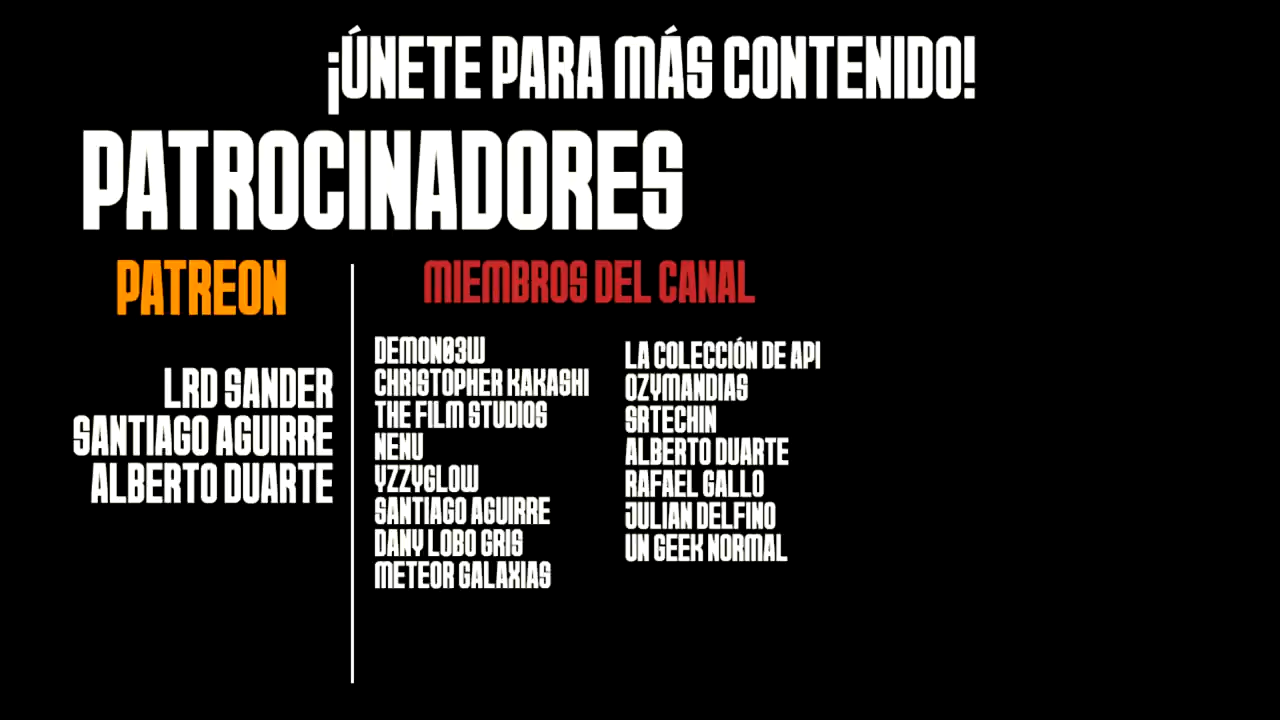 ¡ÚNETE PARA MÁS CONTENIDO!
PATROCINADORES
PATREON
LRD SANDER
SANTIAGO AGUIRRE
ALBERTO DUARTE
MIEMBROS DEL CANAL
DEMON03W
CHRISTOPHER KAKASHI
THE FILM STUDIOS
NENU
YZZYGLOW
SANTIAGO AGUIRRE
DANY LOBO GRIS
METEOR GALAXIAS
LA COLECCIÓN DE API
OZYMANDIAS
SRTECHIN
ALBERTO DUARTE
RAFAEL GALLO
JULIAN DELFINO
UN GEEK NORMAL